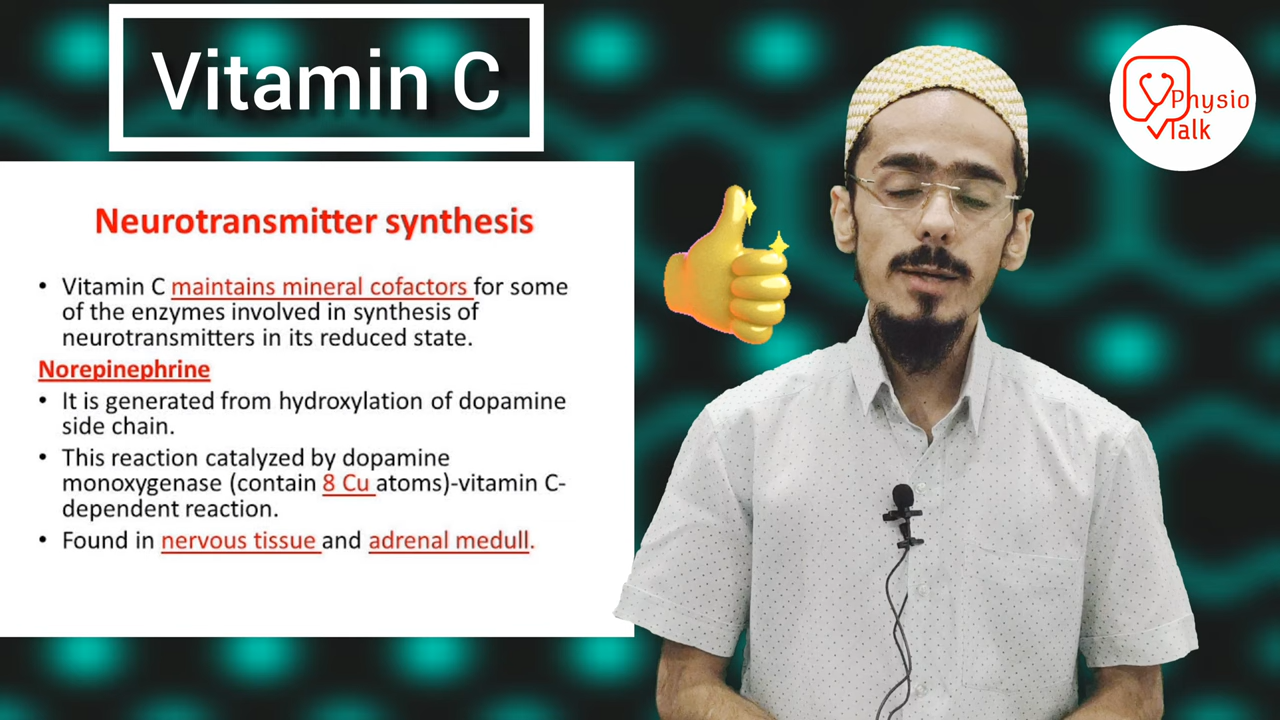 Vitamin C
Physio
Talk
Neurotransmitter synthesis
• Vitamin C maintains mineral cofactors for some
of the enzymes involved in synthesis of
neurotransmitters in its reduced state.
Norepinephrine
• It is generated from hydroxylation of dopamine
side chain.
• This reaction catalyzed by dopamine
monoxygenase (contain 8 Cu atoms)-vitamin C-
dependent reaction.
• Found in nervous tissue and adrenal medull.